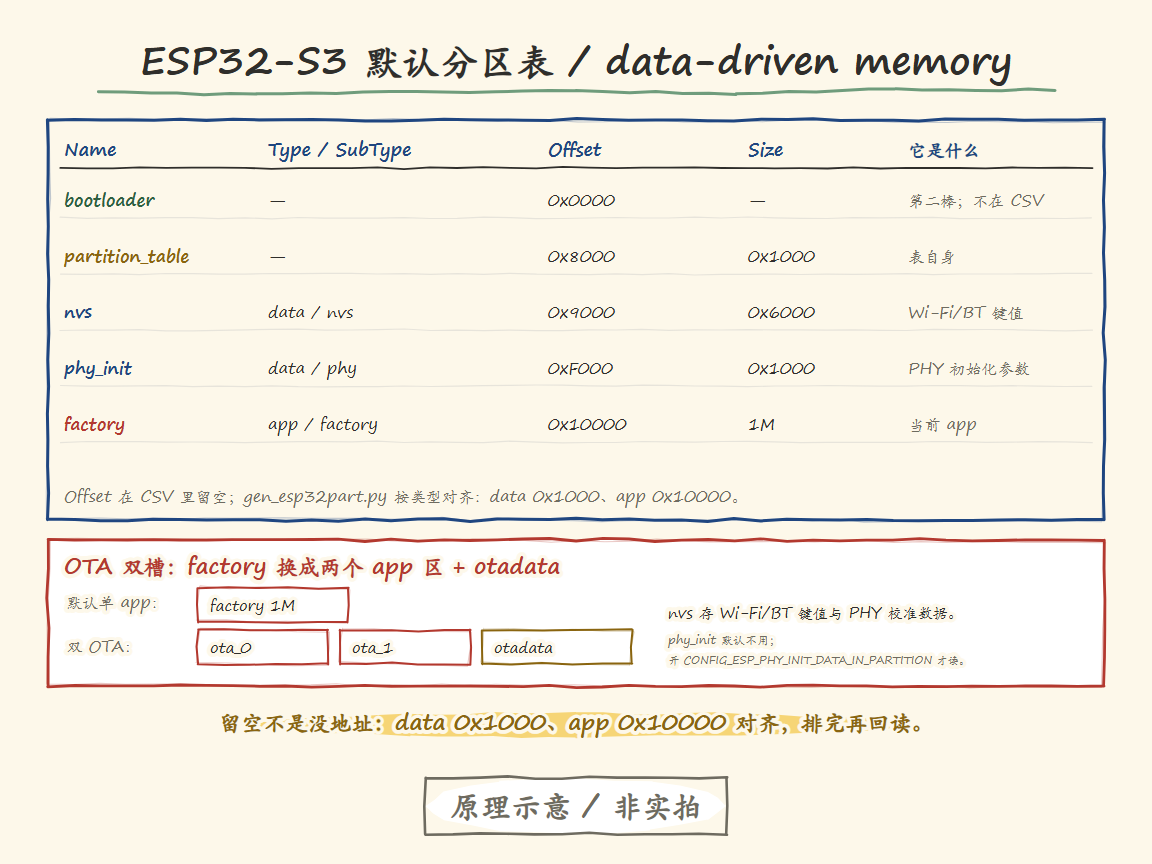 ESP32-S3 默认分区表 / data-driven memory
Name Type / SubType Offset Size 它是什么
bootloader — 0x0000 — 第二棒；不在 CSV
partition_table — 0x8000 0x1000 表自身
nvs data / nvs 0x9000 0x6000 Wi-Fi/BT 键值
phy_init data / phy 0xF000 0x1000 PHY 初始化参数
factory app / factory 0x10000 1M 当前 app
Offset 在 CSV 里留空；gen_esp32part.py 按类型对齐：data 0x1000、app 0x10000。
OTA 双槽：factory 换成两个 app 区 + otadata
默认单 app： factory 1M
双 OTA： ota_0 ota_1 otadata
nvs 存 Wi-Fi/BT 键值与 PHY 校准数据。
phy_init 默认不用；
开 CONFIG_ESP_PHY_INIT_DATA_IN_PARTITION 才读。
留空不是没地址：data 0x1000、app 0x10000 对齐，排完再回读。
原理示意 / 非实拍